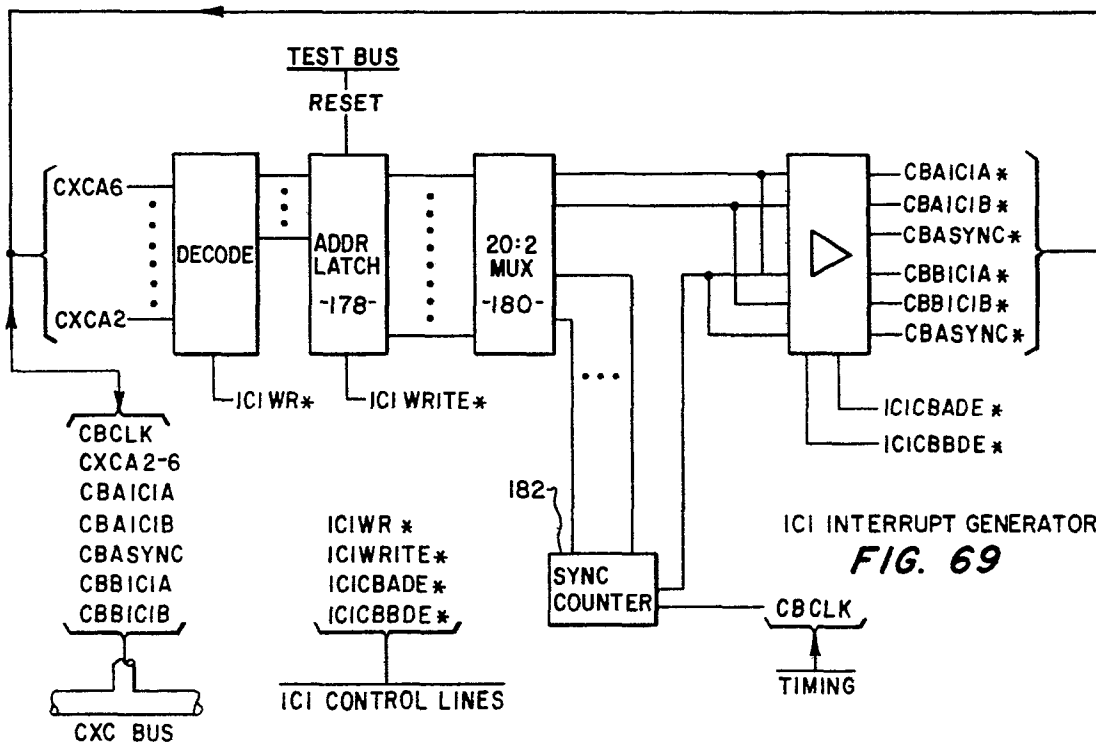 TEST BUS
RESET
CXCA6
CXCA2
DECODE
ADDR
LATCH
-178-
20:2
MUX
-180-
CBAICIA*
CBAICIB*
CBASYNC*
CBBICIA*
CBBICIB*
CBASYNC*
ICIWR*
ICIWRITE*
ICICBADE*
ICICBBDE*
CBCLK
CXCA2-6
CBAICIA
CBAICIB
CBASYNC
CBBICIA
CBBICIB
CXC BUS
ICIWR*
ICIWRITE*
ICICBADE*
ICICBBDE*
ICI CONTROL LINES
182
SYNC
COUNTER
CBCLK
TIMING
ICI INTERRUPT GENERATOR
FIG. 69